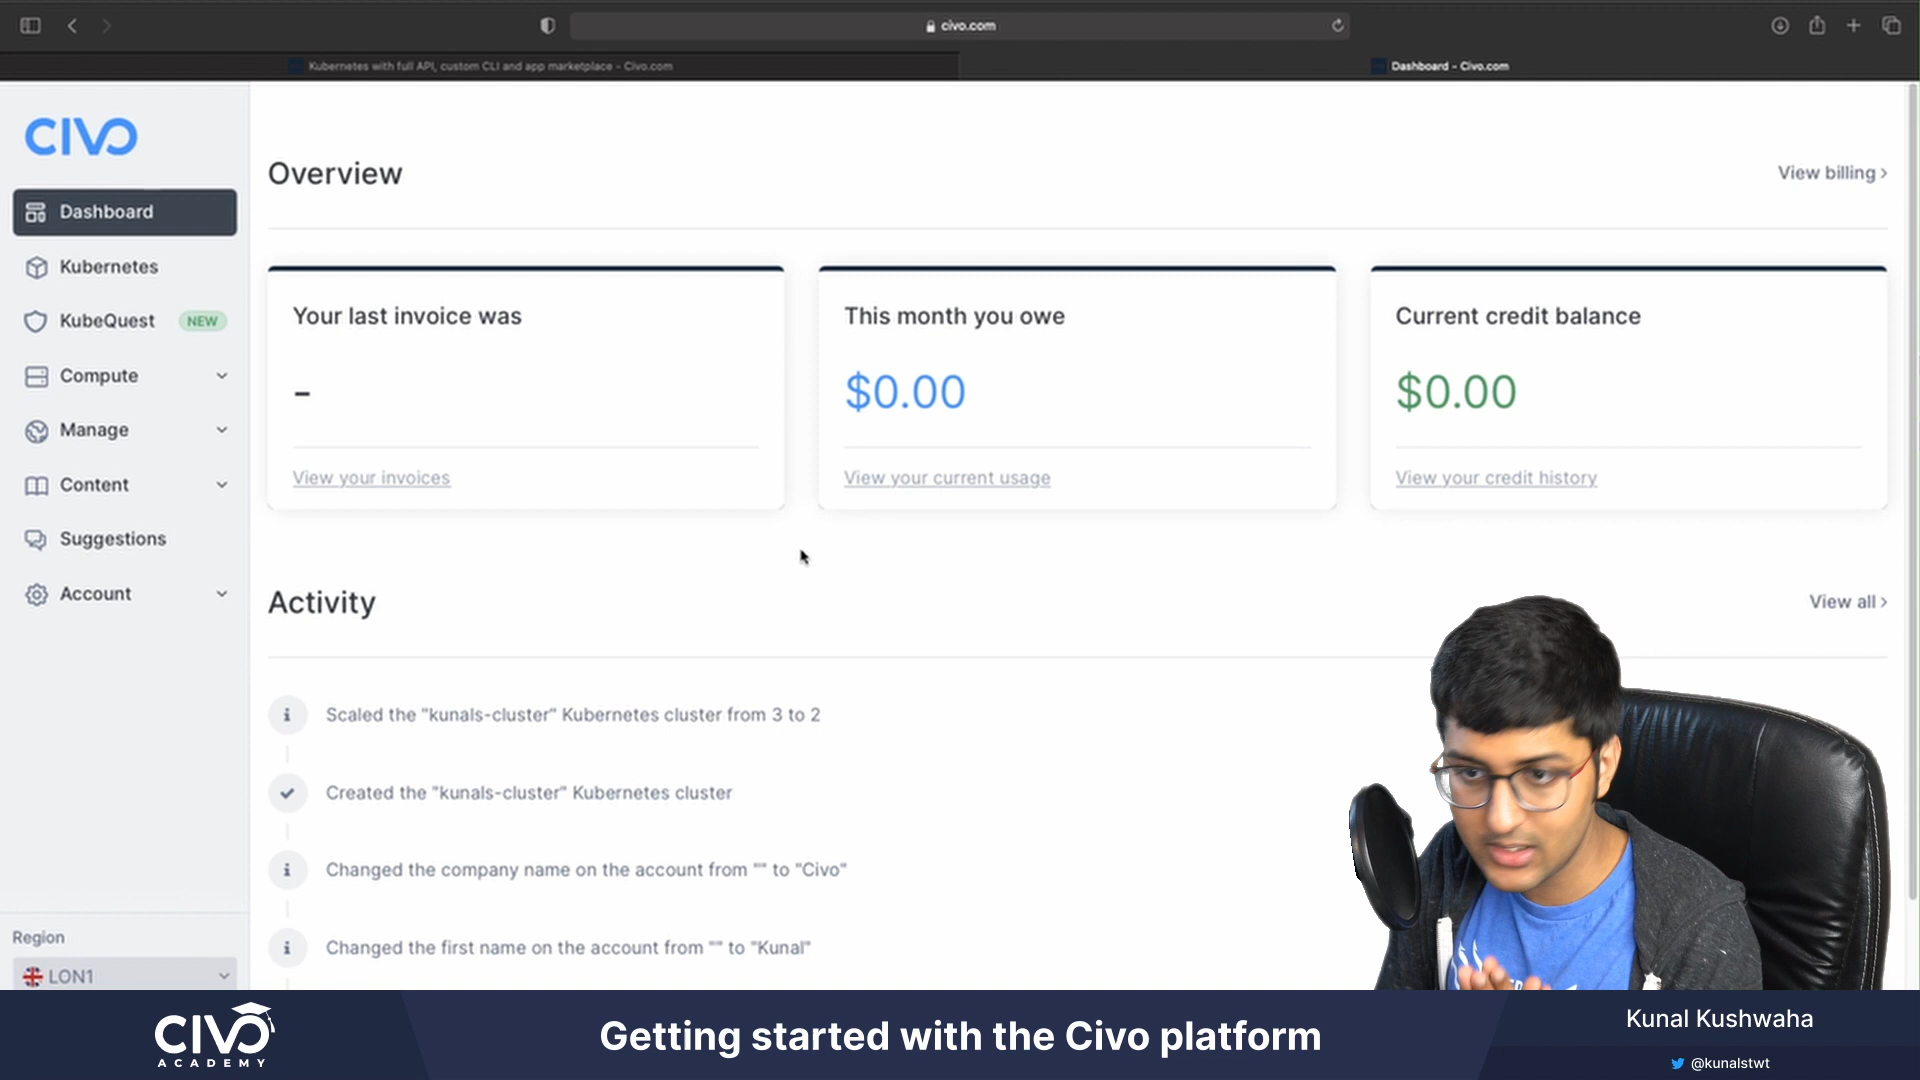 civo.com
Kubernetes with full API, custom CLI and app marketplace – Civo.com
Dashboard – Civo.com
CIVO
Dashboard
Kubernetes
KubeQuest NEW
Compute
Manage
Content
Suggestions
Account
Region
LON1
Overview
View billing ›
Your last invoice was
-
View your invoices
This month you owe
$0.00
View your current usage
Current credit balance
$0.00
View your credit history
Activity
View all ›
Scaled the "kunals-cluster" Kubernetes cluster from 3 to 2
Created the "kunals-cluster" Kubernetes cluster
Changed the company name on the account from "" to "Civo"
Changed the first name on the account from "" to "Kunal"
CIVO
ACADEMY
Getting started with the Civo platform
Kunal Kushwaha
@kunalstwt